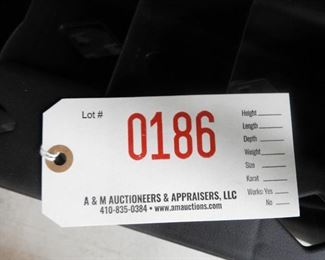 Lot #
0186
Height
Length
Depth
Weight
Size
Karat
Works: Yes
No
A & M AUCTIONEERS & APPRAISERS, LLC
410-835-0384 • www.amauctions.com